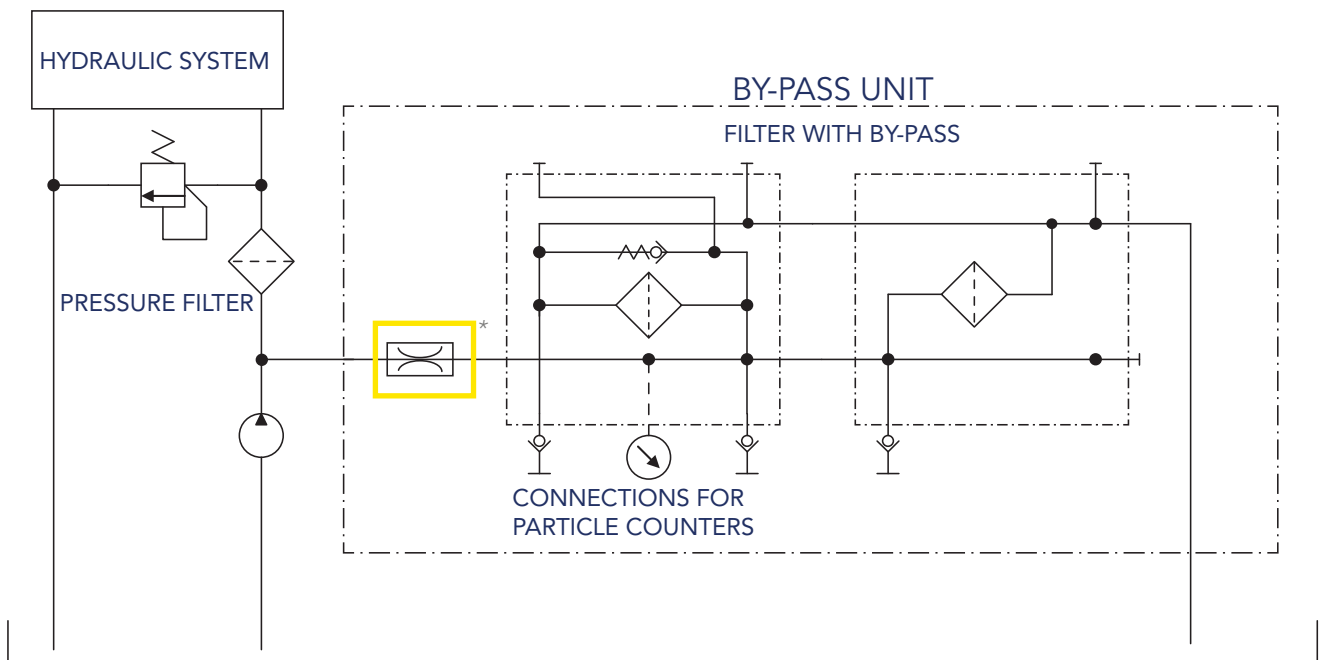 HYDRAULIC SYSTEM
BY-PASS UNIT
FILTER WITH BY-PASS
PRESSURE FILTER
*
CONNECTIONS FOR
PARTICLE COUNTERS